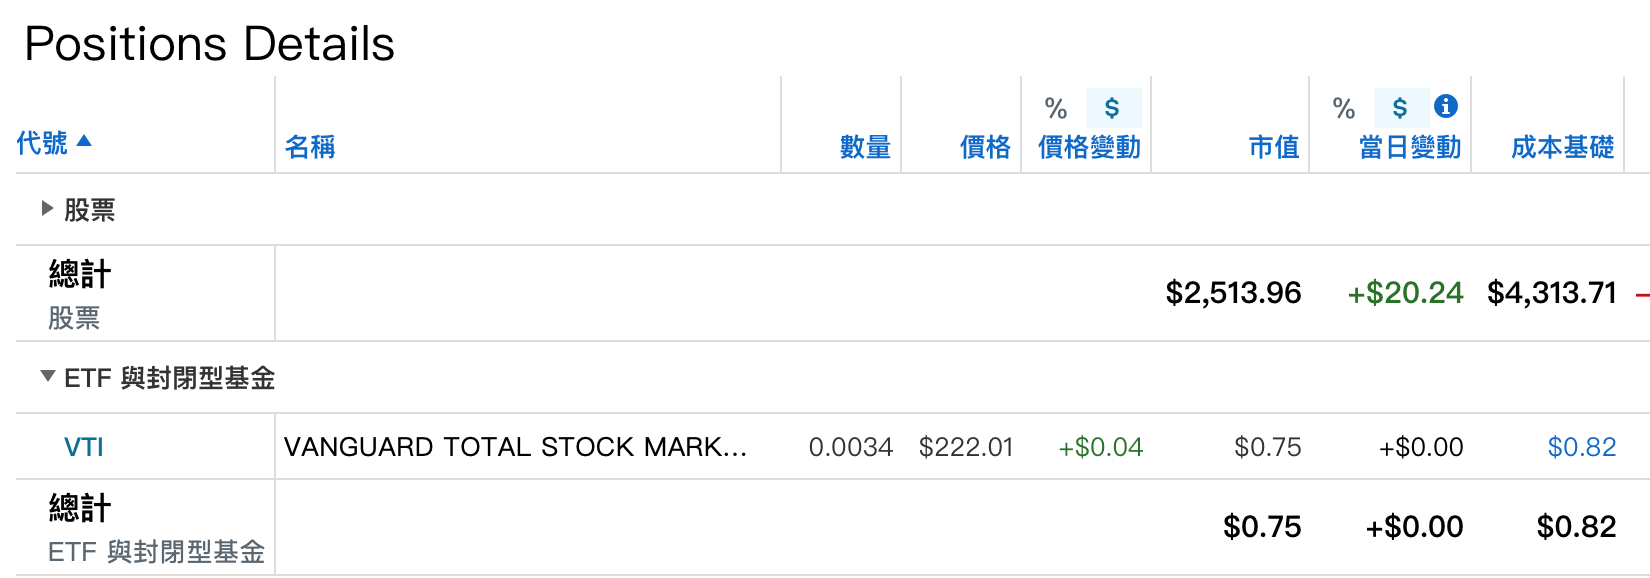 Positions Details
% $ % $
代號 名稱 數量 價格 價格變動 市值 當日變動 成本基礎
股票
總計
股票
$2,513.96 +$20.24 $4,313.71
ETF 與封閉型基金
VTI VANGUARD TOTAL STOCK MARK... 0.0034 $222.01 +$0.04 $0.75 +$0.00 $0.82
總計
ETF 與封閉型基金
$0.75 +$0.00 $0.82